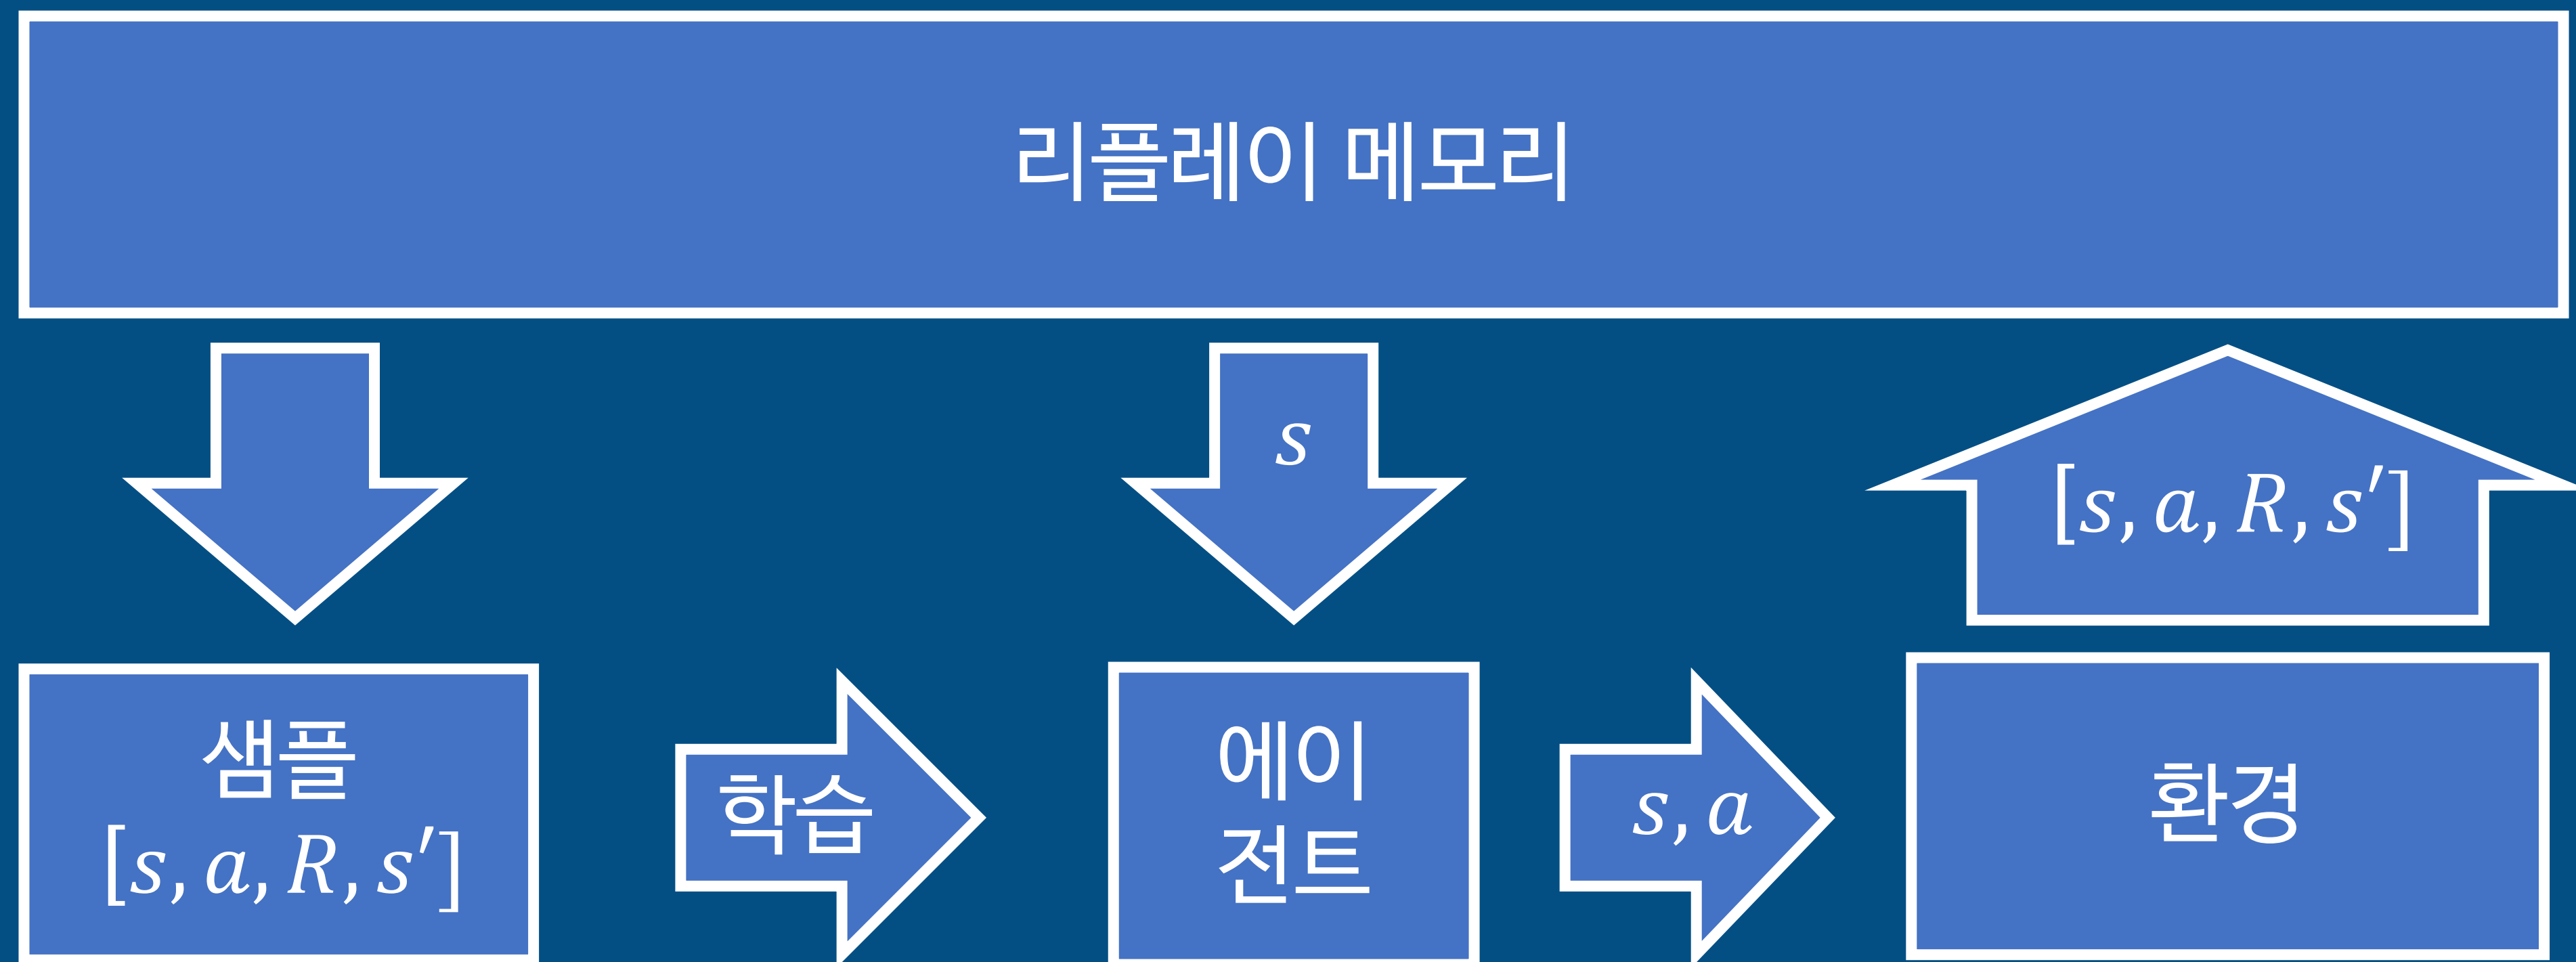 리플레이 메모리
s
[s, a, R, s′]
샘플
[s, a, R, s′]
학습
에이
전트
s, a
환경